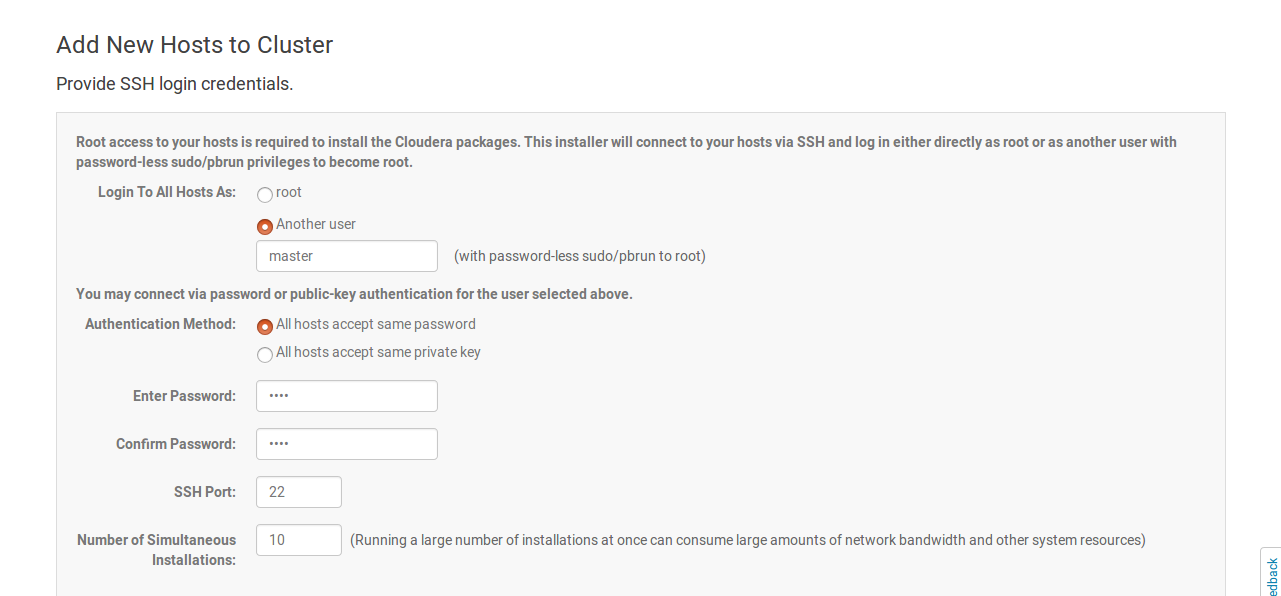 Add New Hosts to Cluster
Provide SSH login credentials.
Root access to your hosts is required to install the Cloudera packages. This installer will connect to your hosts via SSH and log in either directly as root or as another user with
password-less sudo/pbrun privileges to become root.
Login To All Hosts As: root
Another user
master (with password-less sudo/pbrun to root)
You may connect via password or public-key authentication for the user selected above.
Authentication Method: All hosts accept same password
All hosts accept same private key
Enter Password: ••••
Confirm Password: ••••
SSH Port: 22
Number of Simultaneous 10 (Running a large number of installations at once can consume large amounts of network bandwidth and other system resources)
Installations:
edback